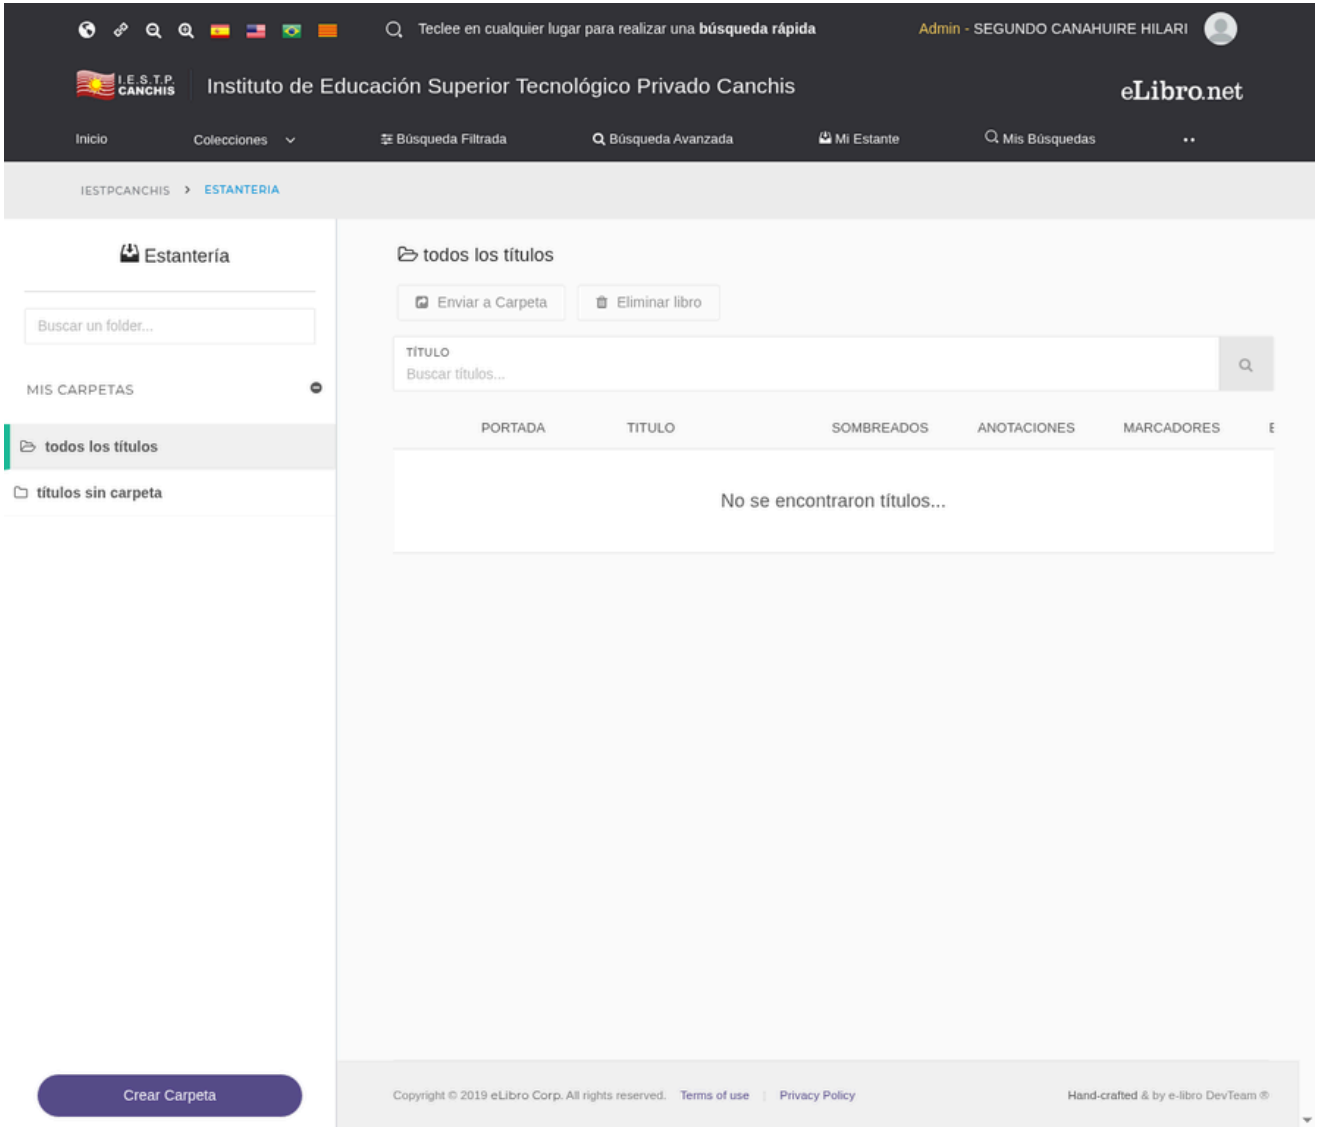 Teclee en cualquier lugar para realizar una búsqueda rápida
Admin - SEGUNDO CANAHUIRE HILARI
I.E.S.T.P. CANCHIS
Instituto de Educación Superior Tecnológico Privado Canchis
eLibro.net
Inicio
Colecciones
Búsqueda Filtrada
Búsqueda Avanzada
Mi Estante
Mis Búsquedas
IESTPCANCHIS > ESTANTERIA
Estantería
Buscar un folder...
MIS CARPETAS
todos los títulos
títulos sin carpeta
Crear Carpeta
todos los títulos
Enviar a Carpeta
Eliminar libro
TÍTULO
Buscar títulos...
PORTADA TITULO SOMBREADOS ANOTACIONES MARCADORES
No se encontraron títulos...
Copyright © 2019 eLibro Corp. All rights reserved. Terms of use | Privacy Policy
Hand-crafted & by e-libro DevTeam ®